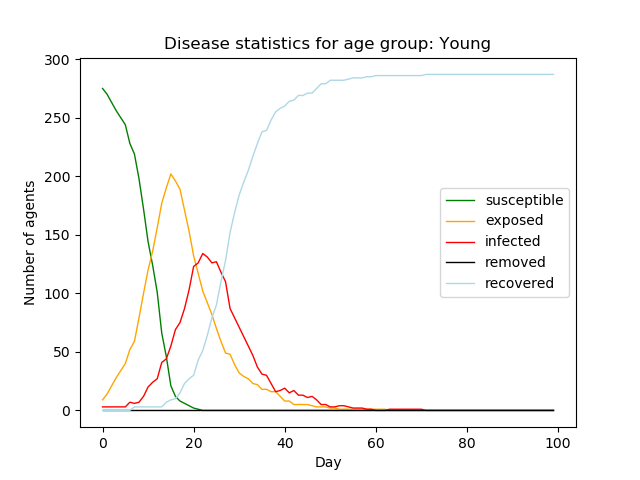 Disease statistics for age group: Young
300
250
200
150
100
50
0
Number of agents
susceptible
exposed
infected
removed
recovered
0 20 40 60 80 100
Day